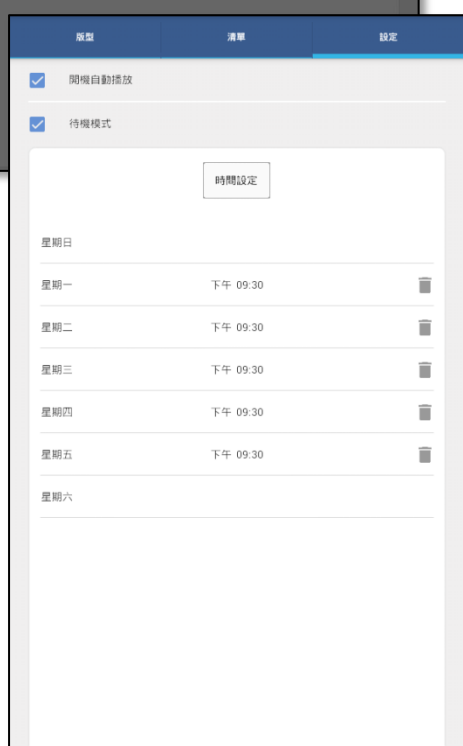 版型 清單 設定
開機自動播放
待機模式
時間設定
星期日
星期一 下午 09:30
星期二 下午 09:30
星期三 下午 09:30
星期四 下午 09:30
星期五 下午 09:30
星期六